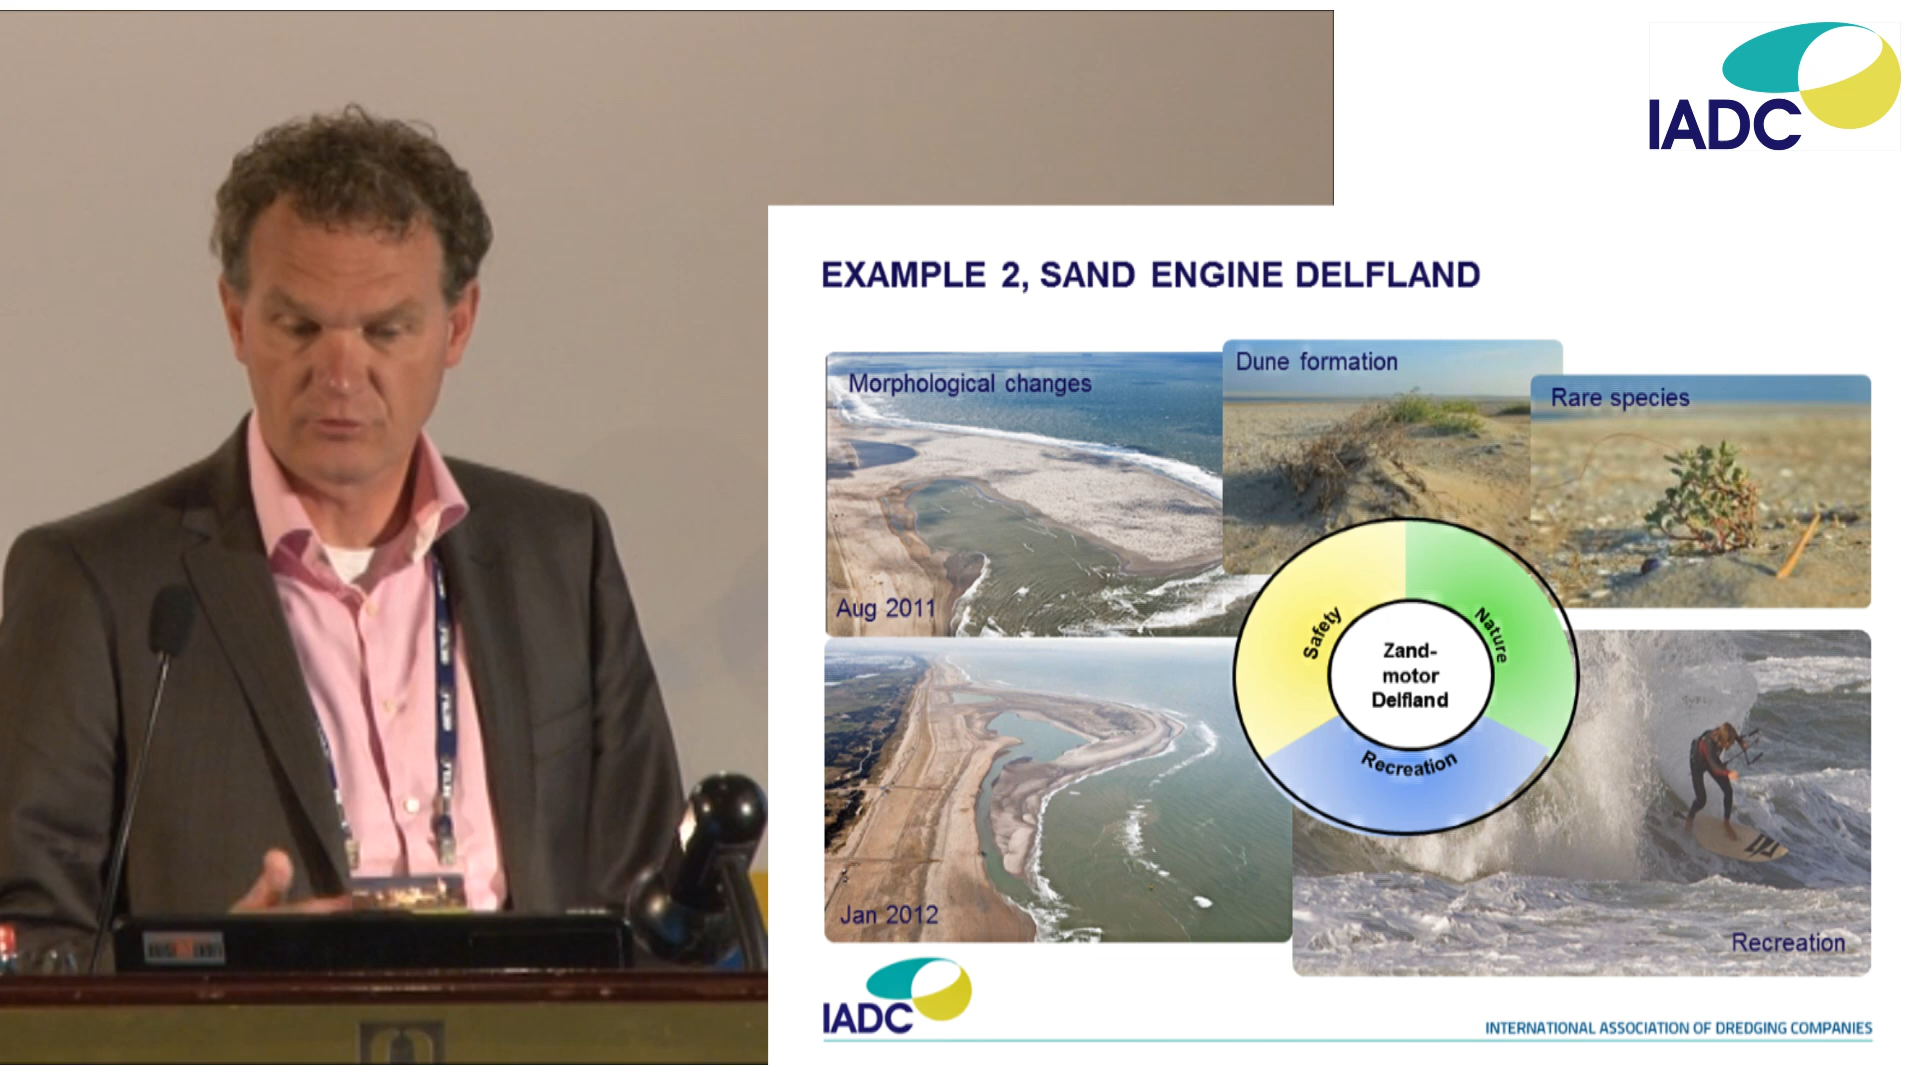 IADC
EXAMPLE 2, SAND ENGINE DELFLAND
Morphological changes
Dune formation
Rare species
Aug 2011
Safety
Nature
Zand-
motor
Delfland
Recreation
Jan 2012
Recreation
IADC
INTERNATIONAL ASSOCIATION OF DREDGING COMPANIES